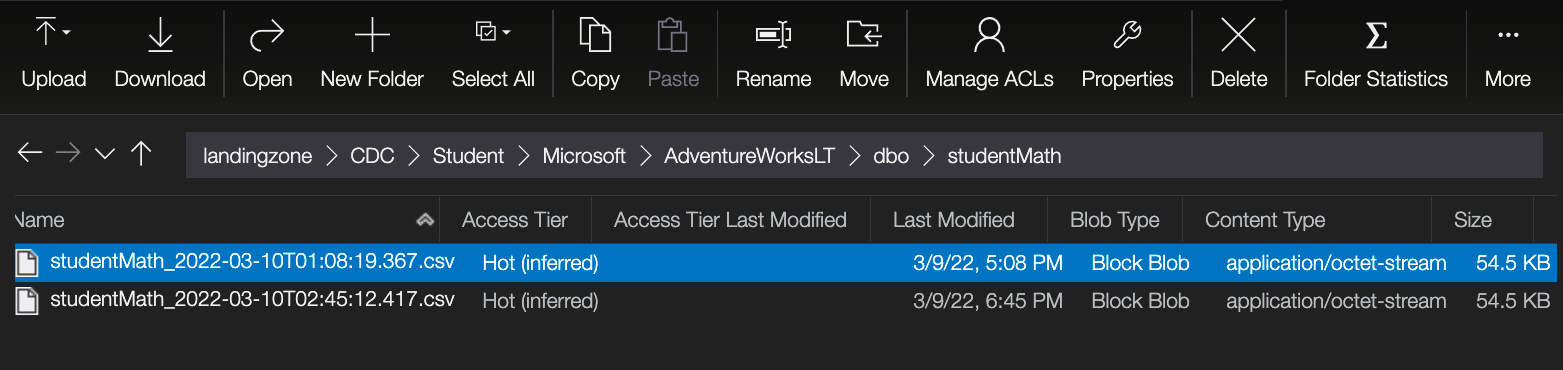 Upload Download Open New Folder Select All Copy Paste Rename Move Manage ACLs Properties Delete Folder Statistics More
landingzone CDC Student Microsoft AdventureWorksLT dbo studentMath
Name Access Tier Access Tier Last Modified Last Modified Blob Type Content Type Size
studentMath_2022-03-10T01:08:19.367.csv Hot (inferred) 3/9/22, 5:08 PM Block Blob application/octet-stream 54.5 KB
studentMath_2022-03-10T02:45:12.417.csv Hot (inferred) 3/9/22, 6:45 PM Block Blob application/octet-stream 54.5 KB